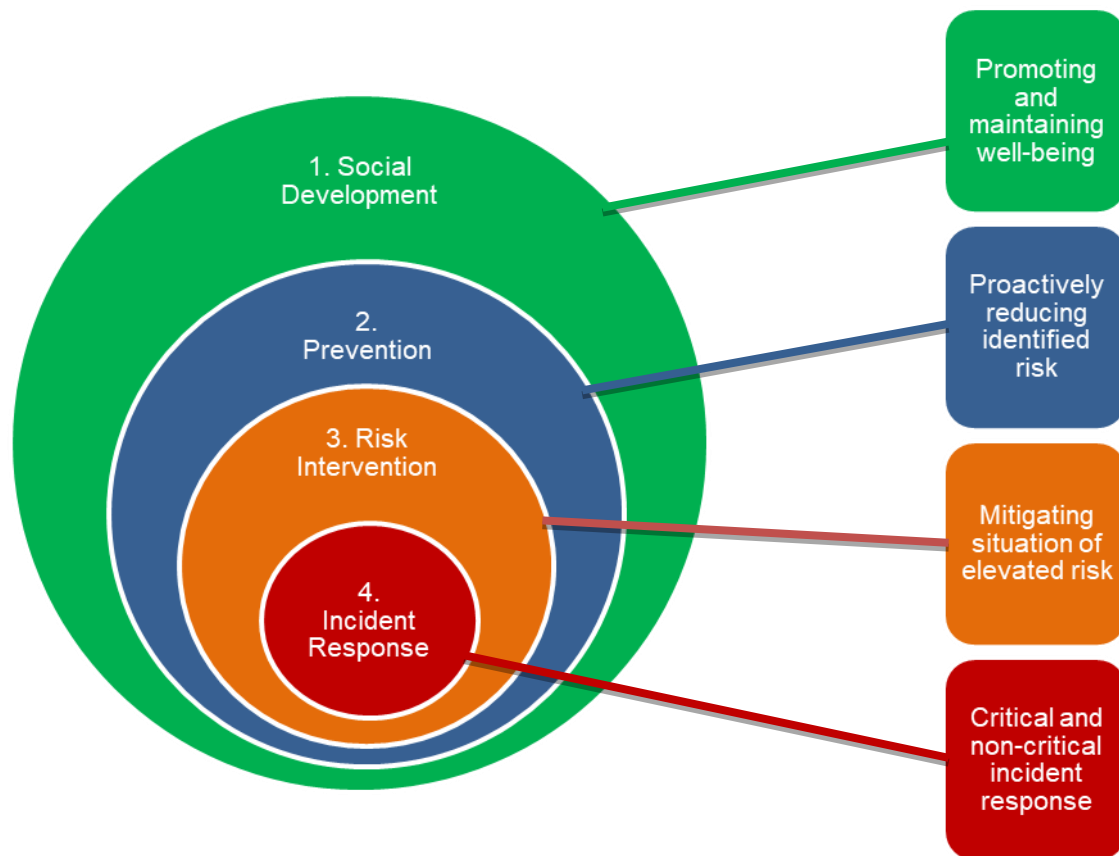 1. Social
Development
2.
Prevention
3. Risk
Intervention
4.
Incident
Response
Promoting
and
maintaining
well-being
Proactively
reducing
identified
risk
Mitigating
situation of
elevated risk
Critical and
non-critical
incident
response